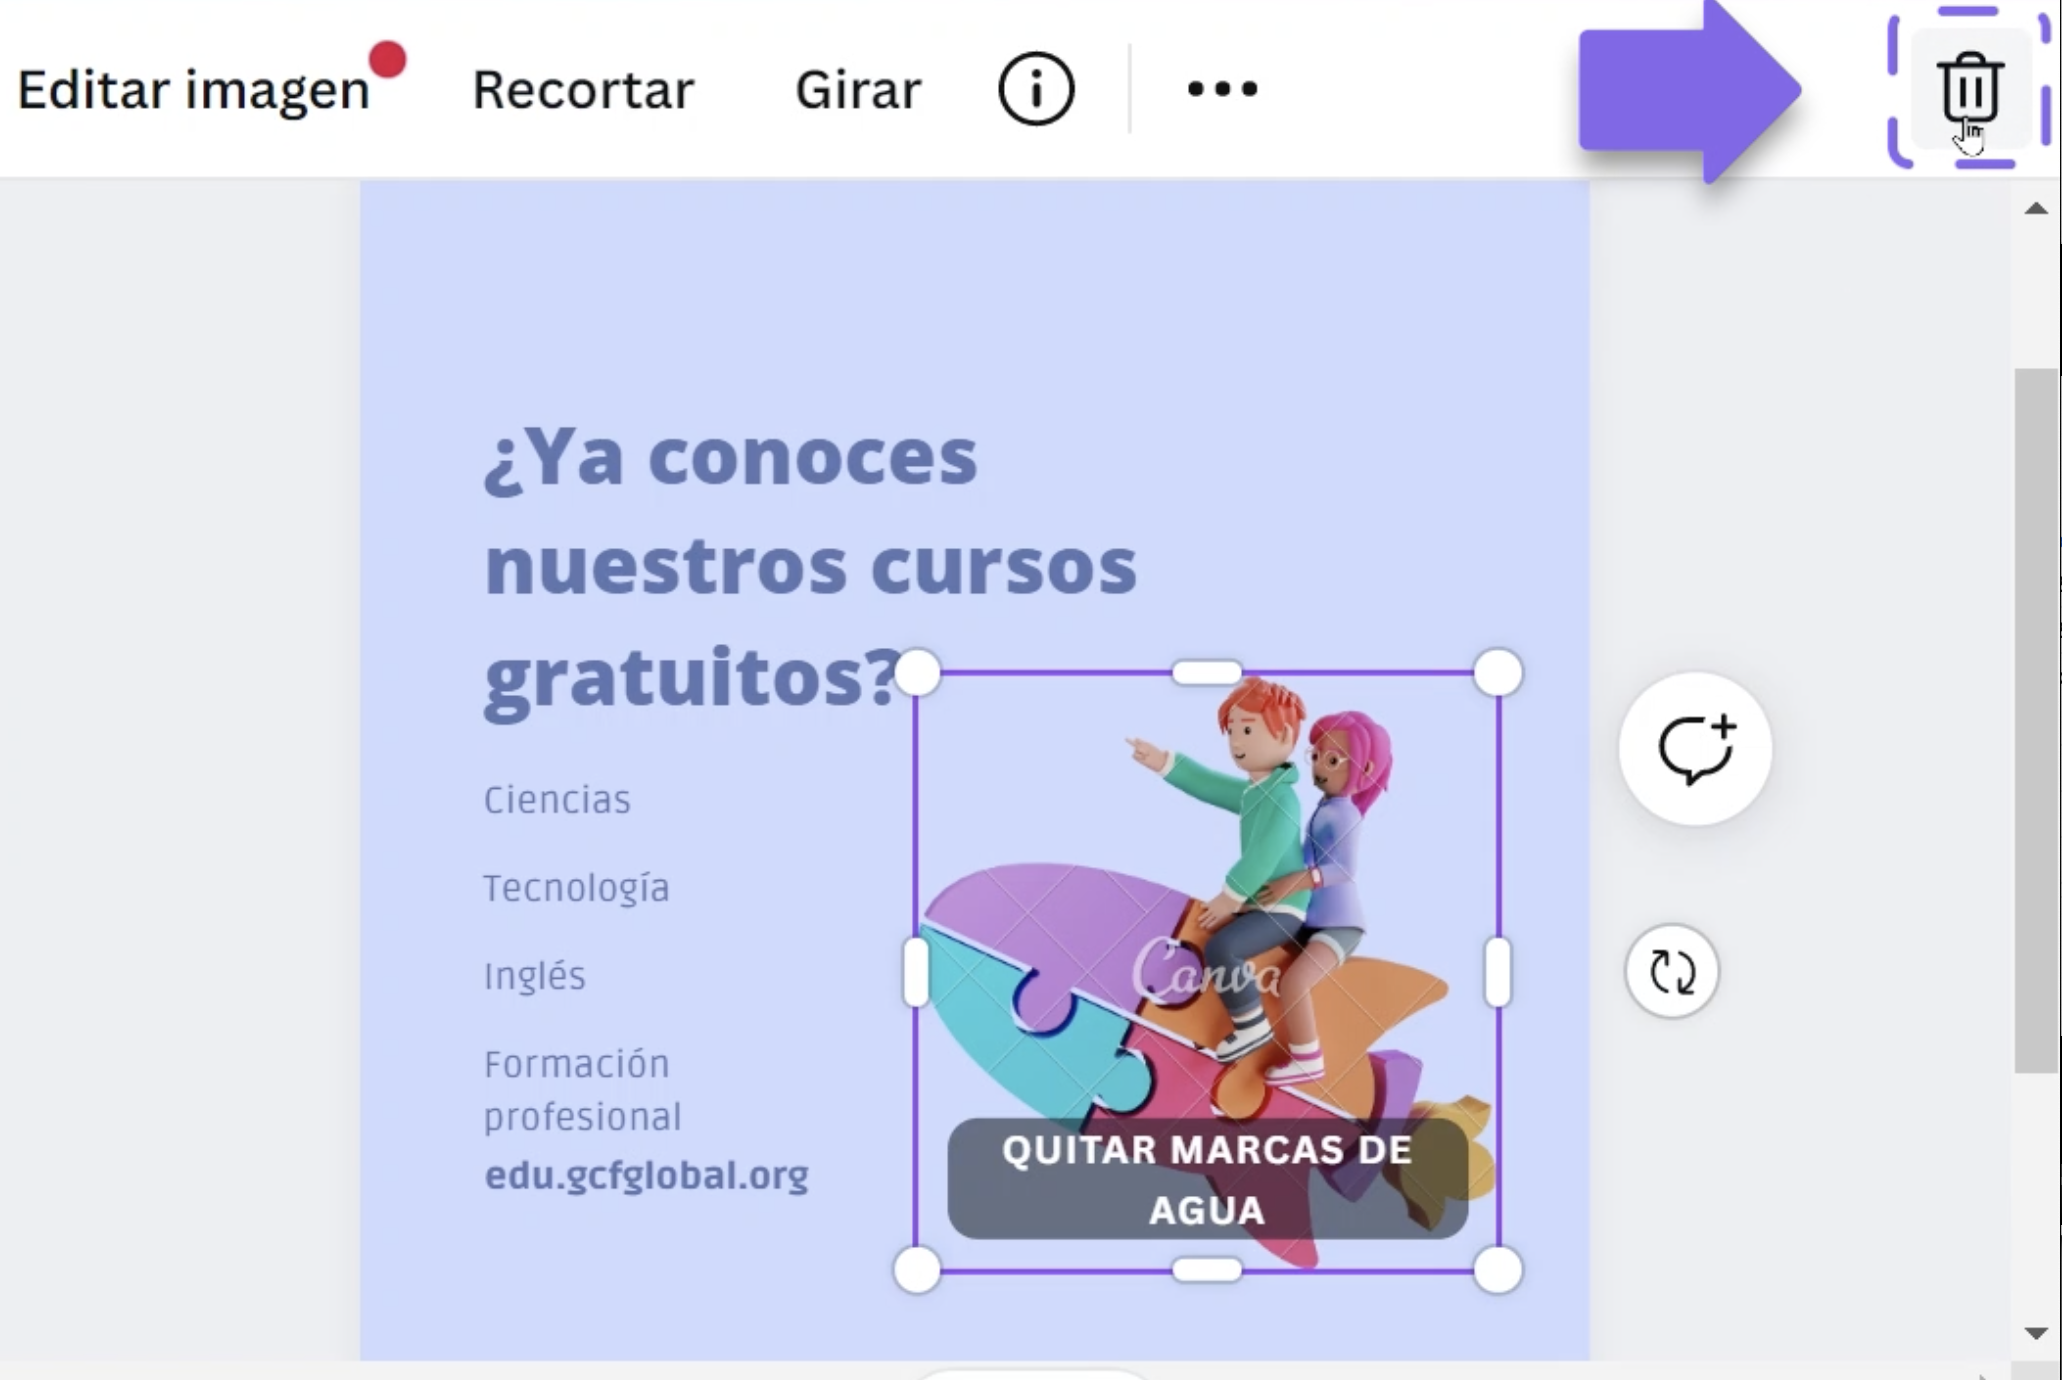 Editar imagen
Recortar
Girar
¿Ya conoces
nuestros cursos
gratuitos?
Ciencias
Tecnología
Inglés
Formación
profesional
edu.gcfglobal.org
Canva
QUITAR MARCAS DE
AGUA